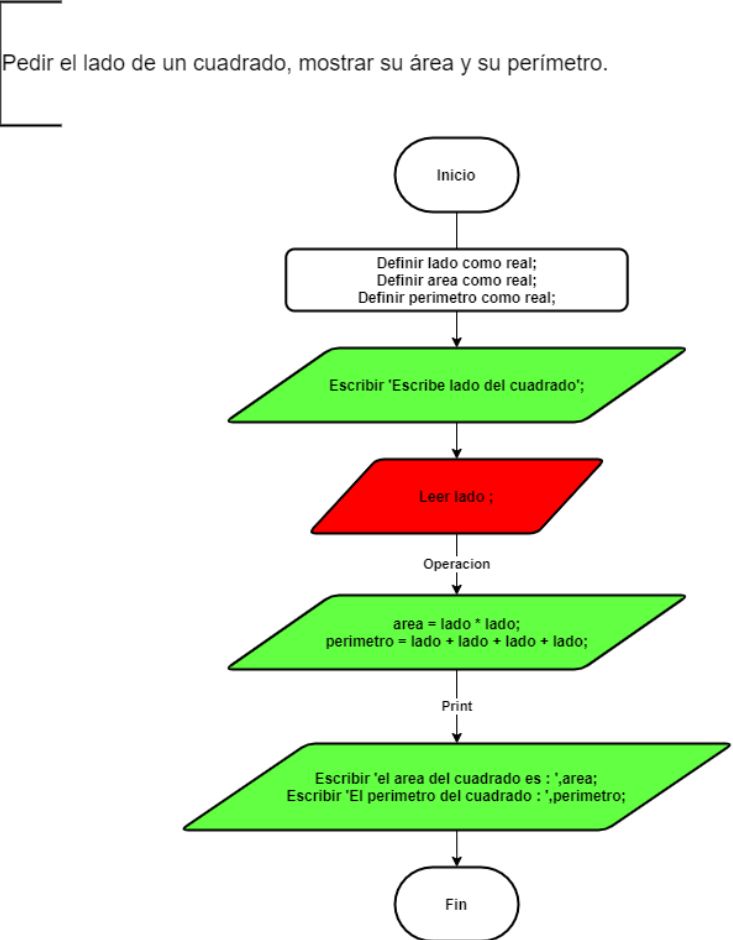 Pedir el lado de un cuadrado, mostrar su área y su perímetro.
Inicio
Definir lado como real;
Definir area como real;
Definir perimetro como real;
Escribir 'Escribe lado del cuadrado';
Leer lado ;
Operacion
area = lado * lado;
perimetro = lado + lado + lado + lado;
Print
Escribir 'el area del cuadrado es : ',area;
Escribir 'El perimetro del cuadrado : ',perimetro;
Fin